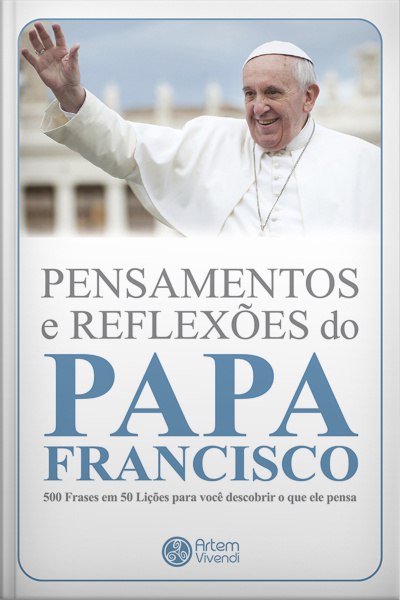 PENSAMENTOS
e REFLEXÕES do
PAPA
FRANCISCO
500 Frases em 50 Lições para você descobrir o que ele pensa
Artem
Vivendi